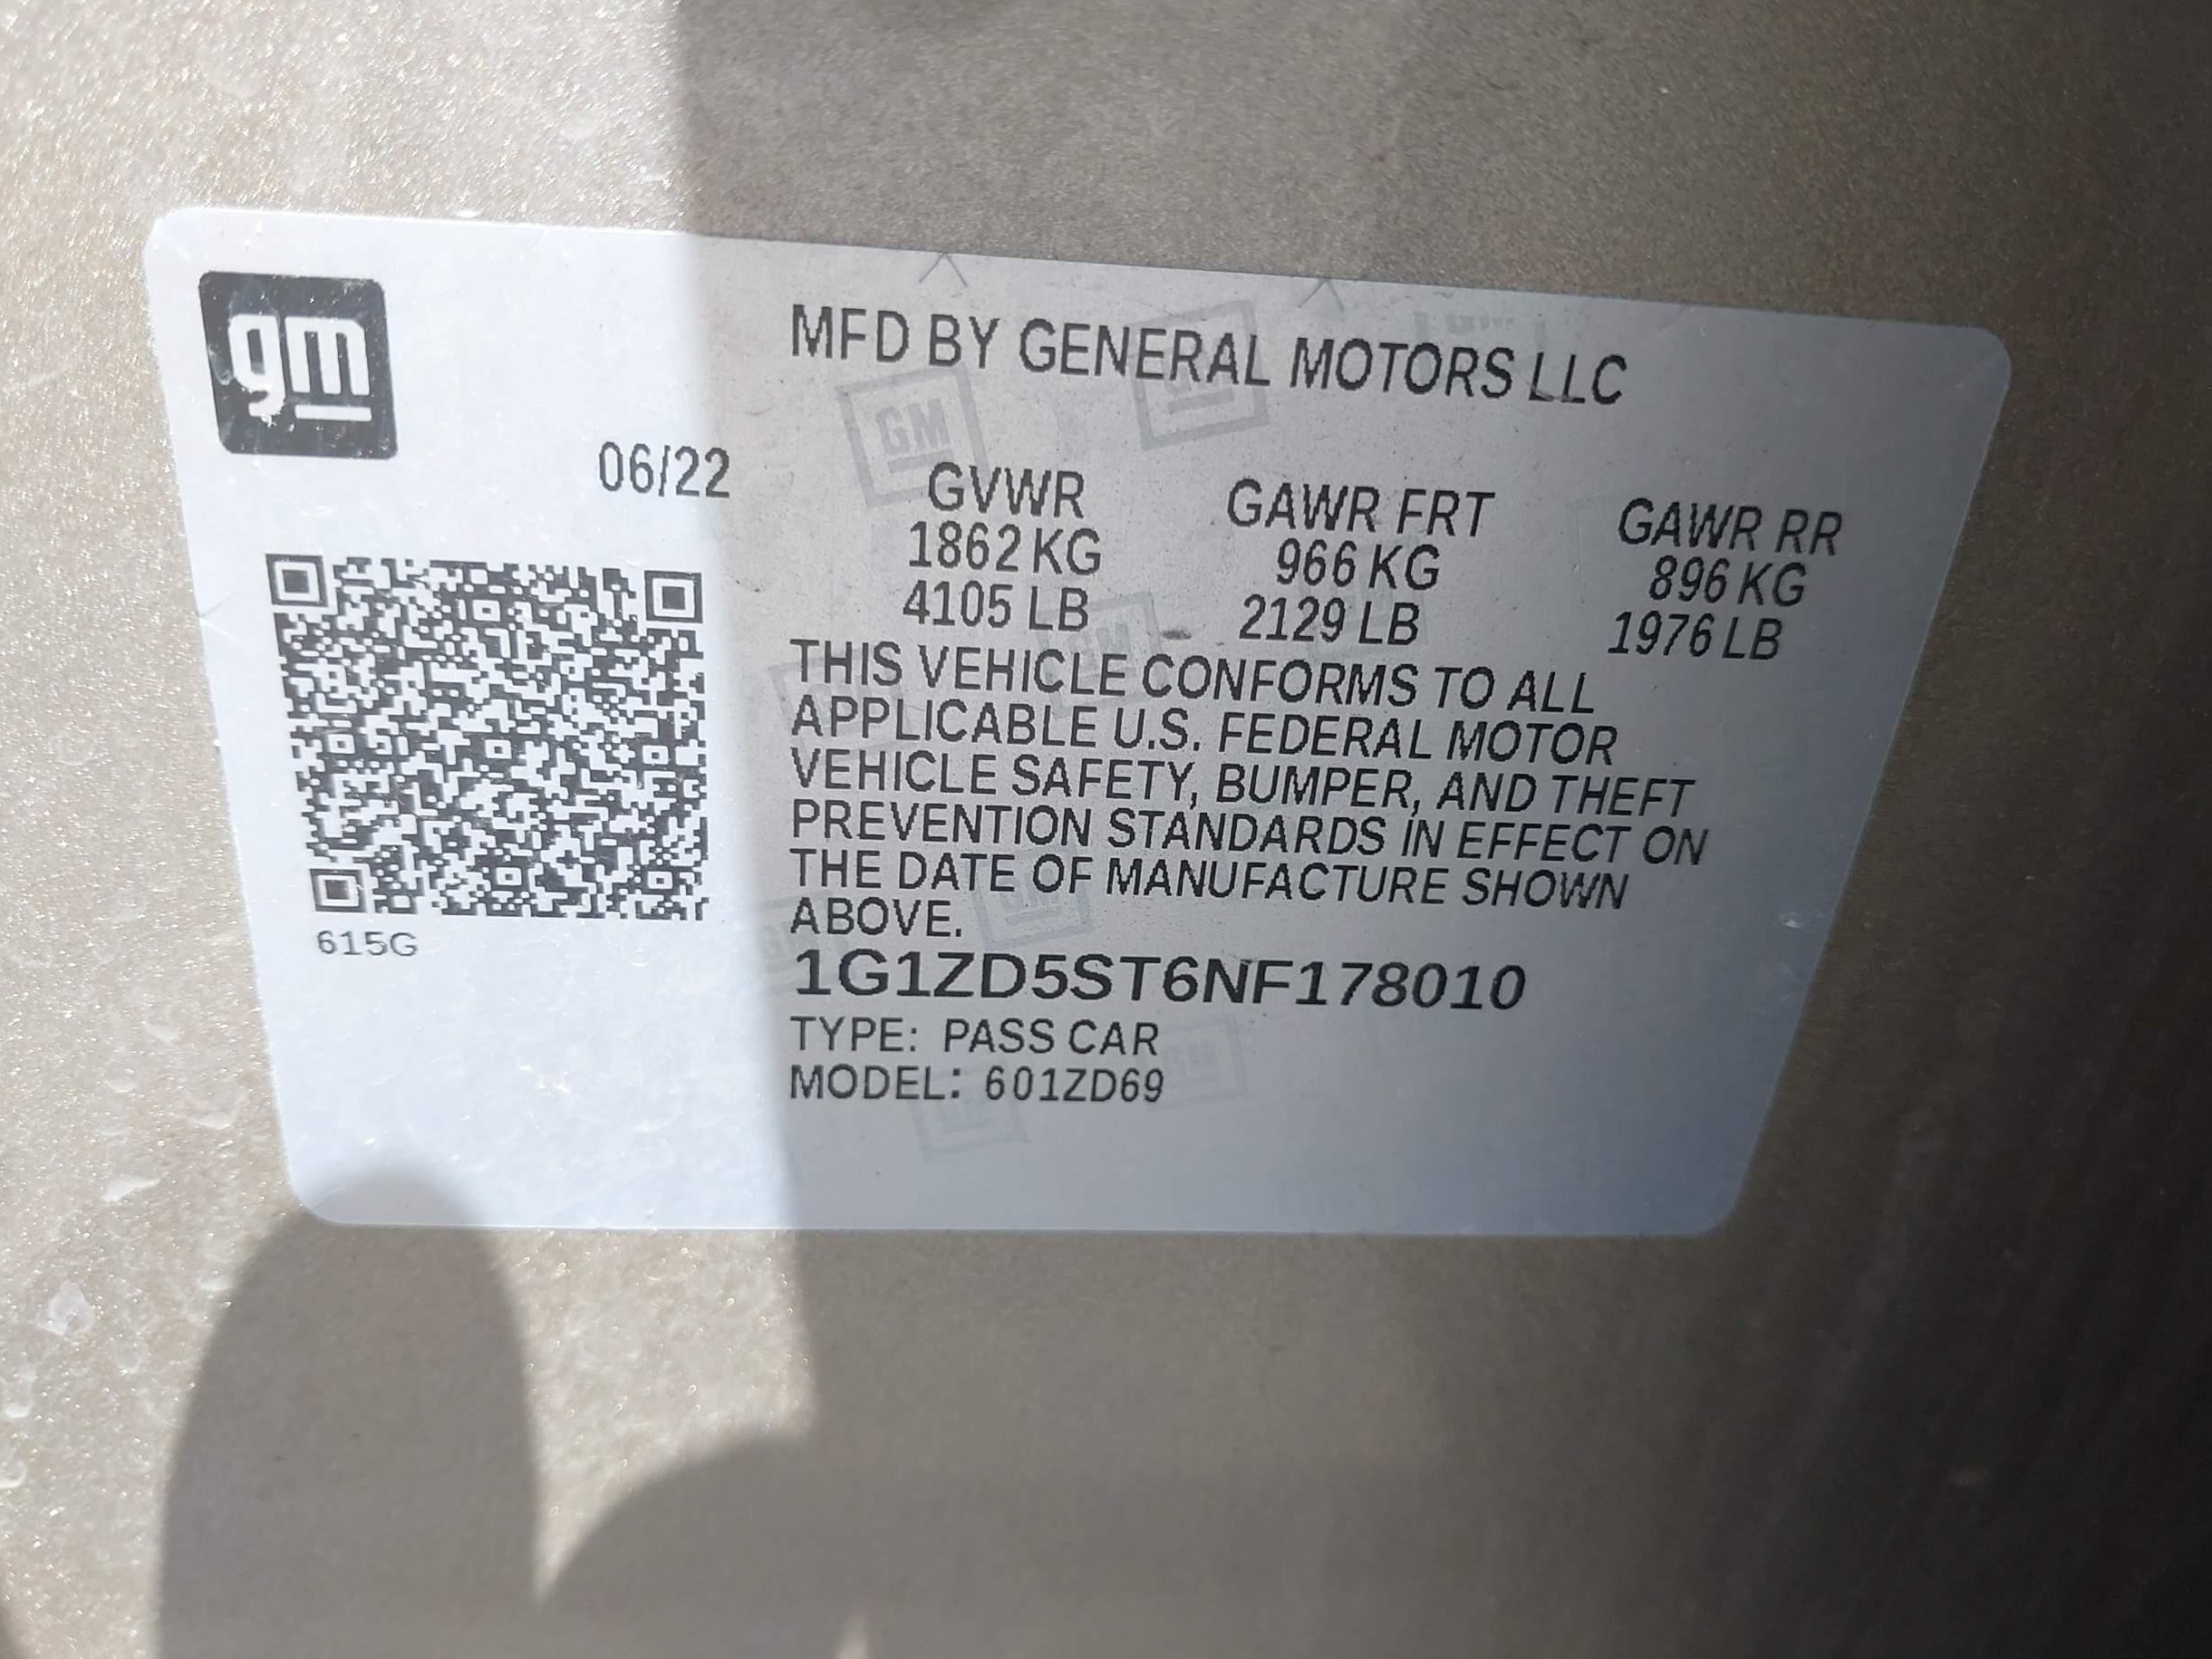 gm
MFD BY GENERAL MOTORS LLC
06/22
GVWR GAWR FRT GAWR RR
1862 KG 966 KG 896 KG
4105 LB 2129 LB 1976 LB
THIS VEHICLE CONFORMS TO ALL
APPLICABLE U.S. FEDERAL MOTOR
VEHICLE SAFETY, BUMPER, AND THEFT
PREVENTION STANDARDS IN EFFECT ON
THE DATE OF MANUFACTURE SHOWN
ABOVE.
615G
1G1ZD5ST6NF178010
TYPE: PASS CAR
MODEL: 601ZD69
GM